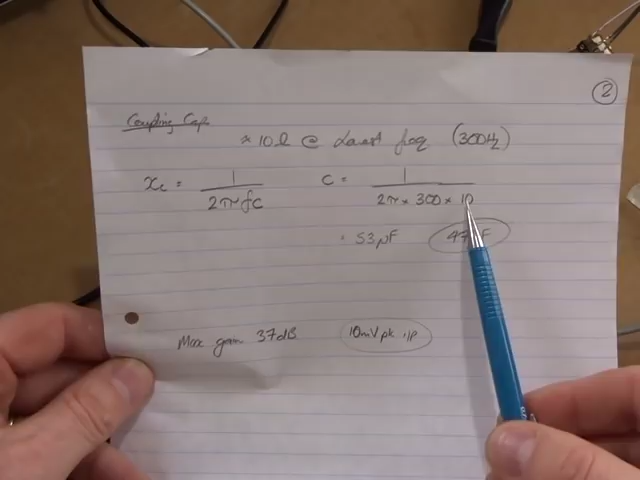 2
Coupling Cap
≈ 10Ω @ Lowest freq (300Hz)
Xc = 1 / 2πfC C = 1 / 2π × 300 × 10
= 53µF
Max gain 37dB 10mV pk i/p